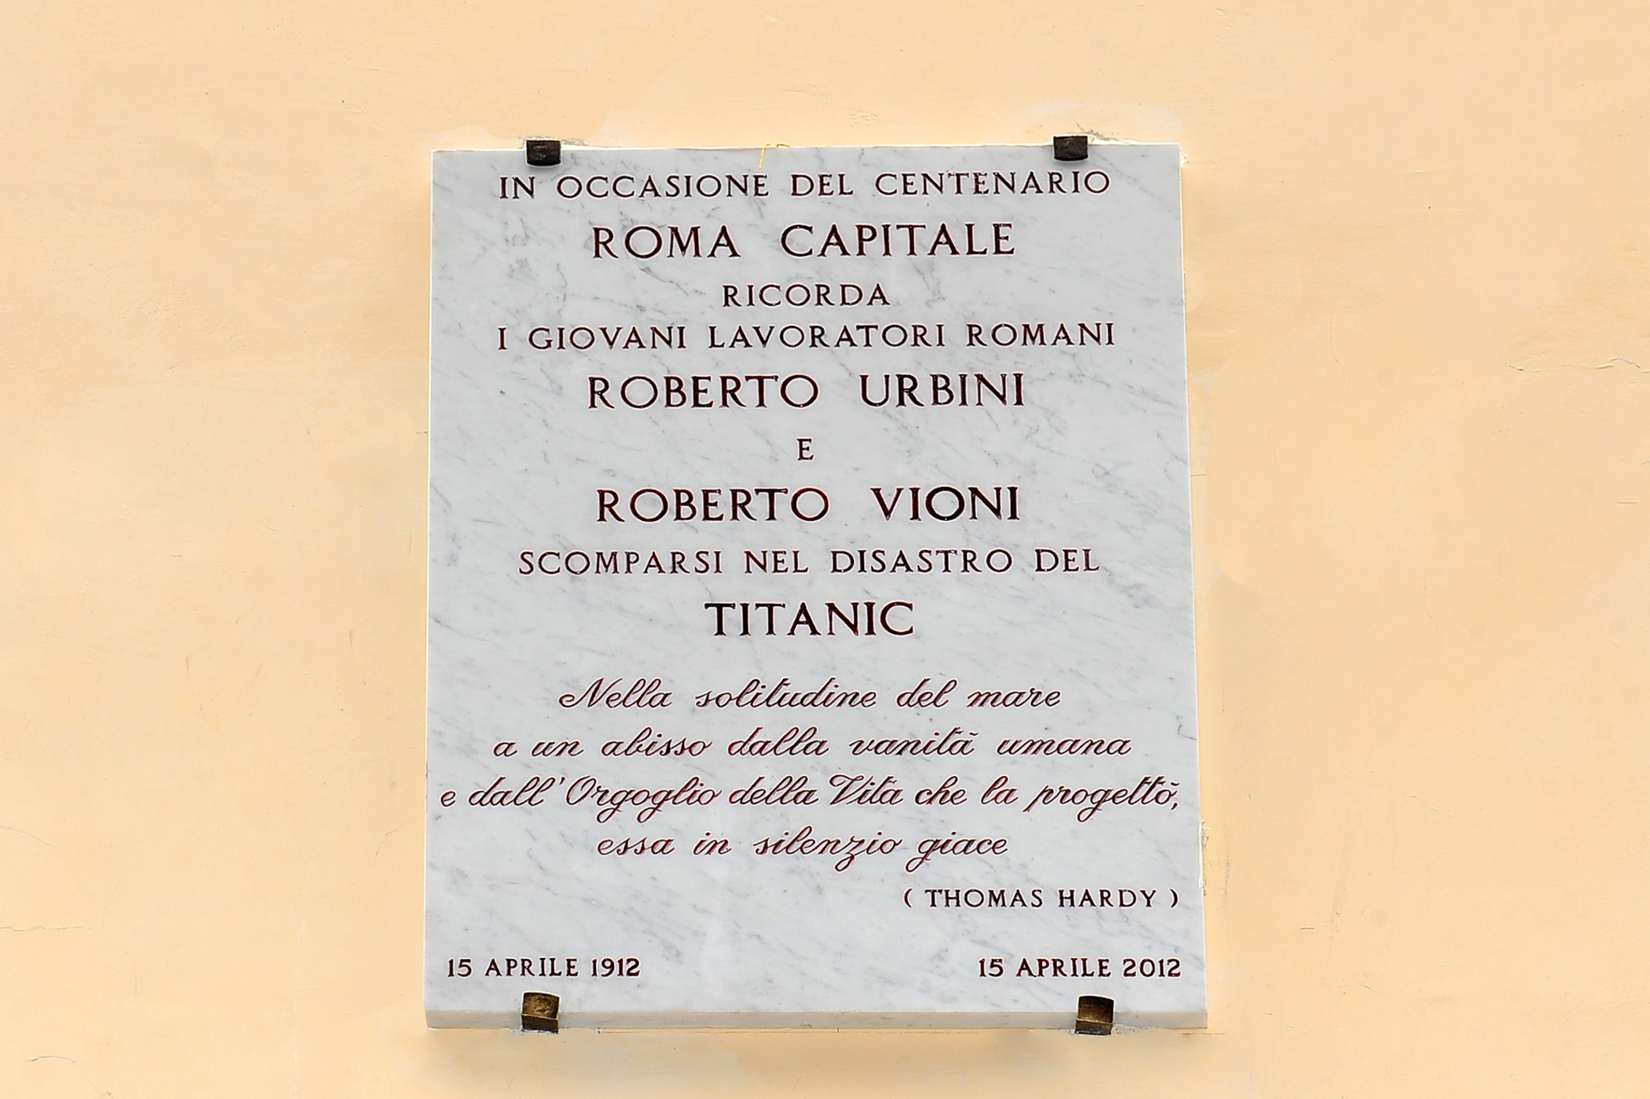 IN OCCASIONE DEL CENTENARIO
ROMA CAPITALE
RICORDA
I GIOVANI LAVORATORI ROMANI
ROBERTO URBINI
E
ROBERTO VIONI
SCOMPARSI NEL DISASTRO DEL
TITANIC
Nella solitudine del mare
a un abisso dalla vanità umana
e dall'Orgoglio della Vita che la progettò,
essa in silenzio giace
( THOMAS HARDY )
15 APRILE 1912 15 APRILE 2012